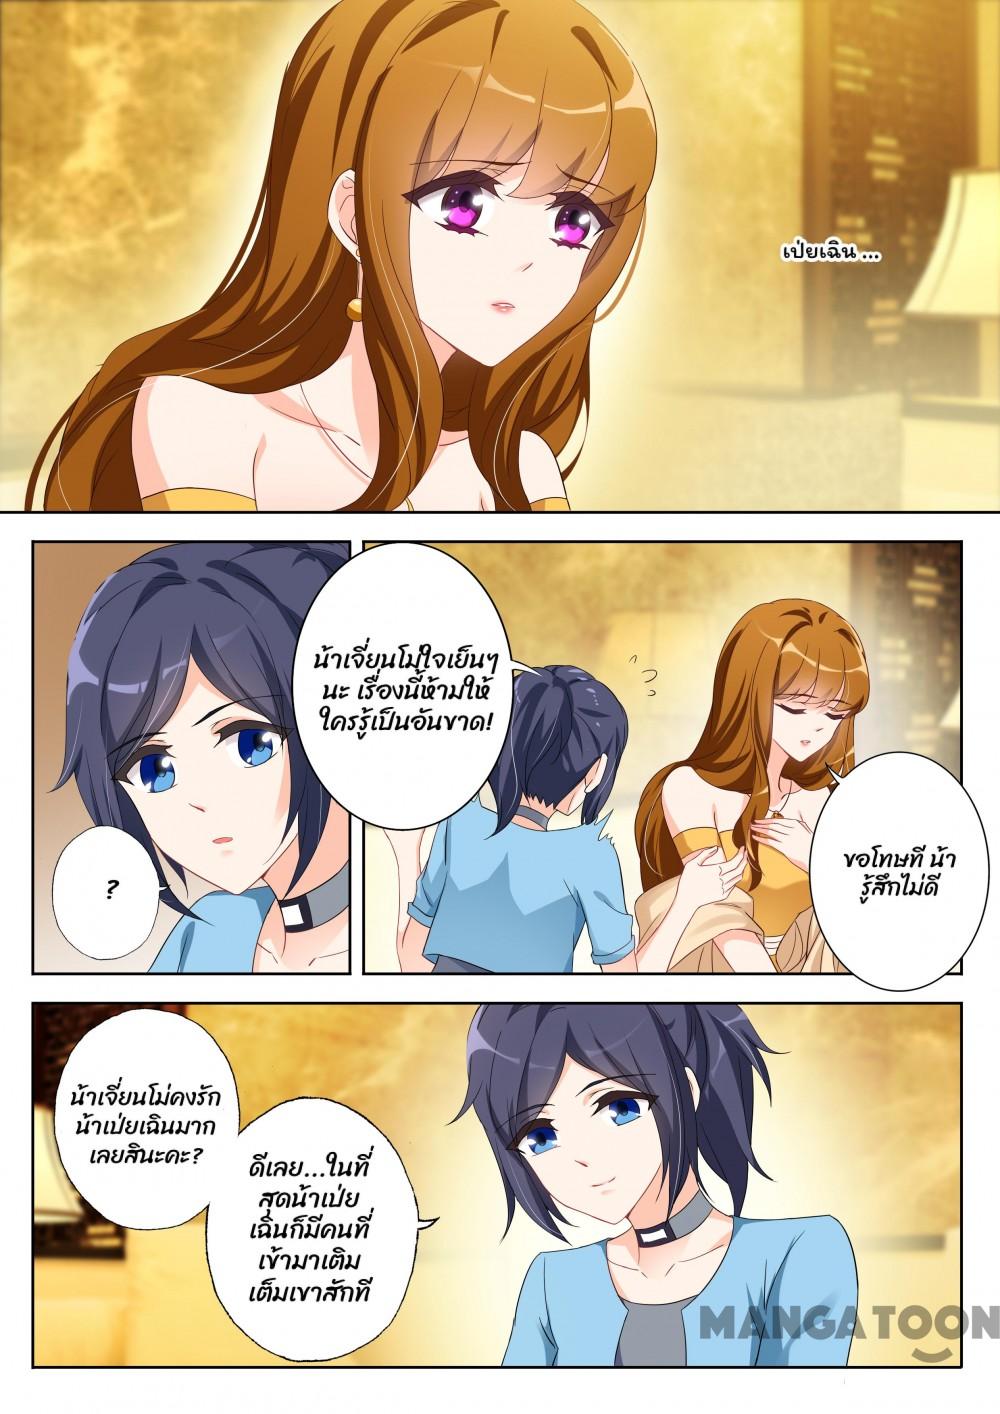 เป่ยเฉิน ...
น้าเจี่ยนโม่ใจเย็นๆ
นะ เรื่องนี้ห้ามให้
ใครรู้เป็นอันขาด!
?
ขอโทษที น้า
รู้สึกไม่ดี
น้าเจี่ยนโม่คงรัก
น้าเป่ยเฉินมาก
เลยสินะคะ?
ดีเลย...ในที่
สุดน้าเป่ย
เฉินก็มีคนที่
เข้ามาเติม
เต็มเขาสักที
MANGATOON